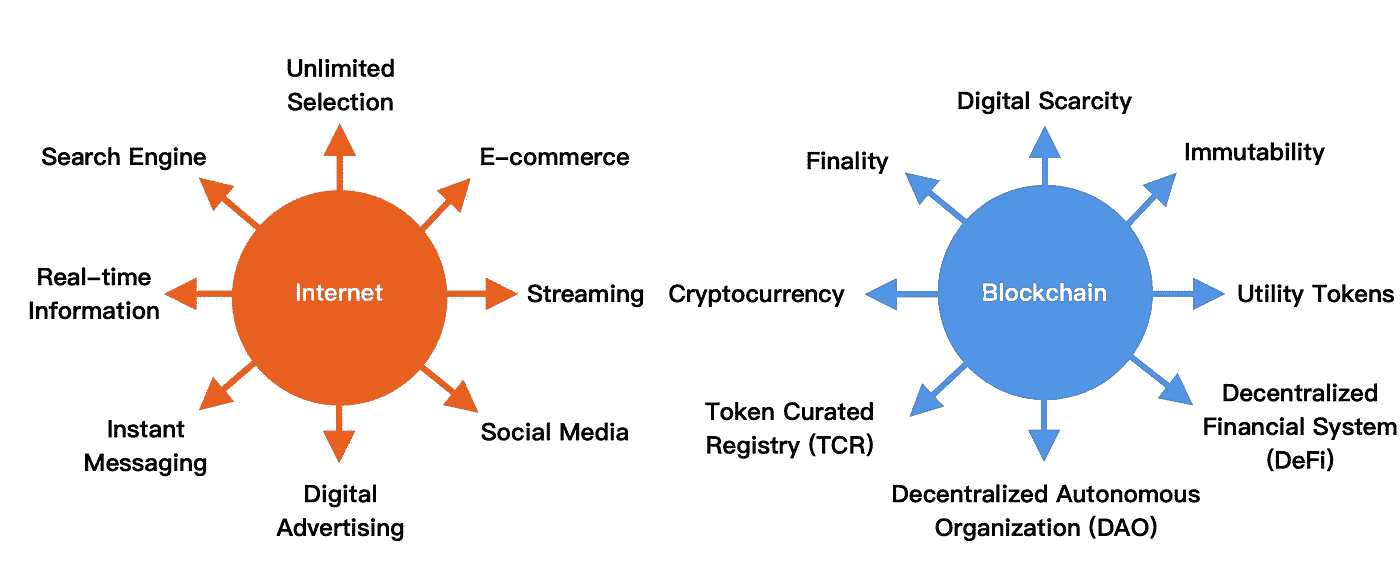 Unlimited
Selection
Search Engine
E-commerce
Real-time
Information
Internet
Streaming
Instant
Messaging
Social Media
Digital
Advertising
Digital Scarcity
Finality
Immutability
Cryptocurrency
Blockchain
Utility Tokens
Token Curated
Registry (TCR)
Decentralized
Financial System
(DeFi)
Decentralized Autonomous
Organization (DAO)